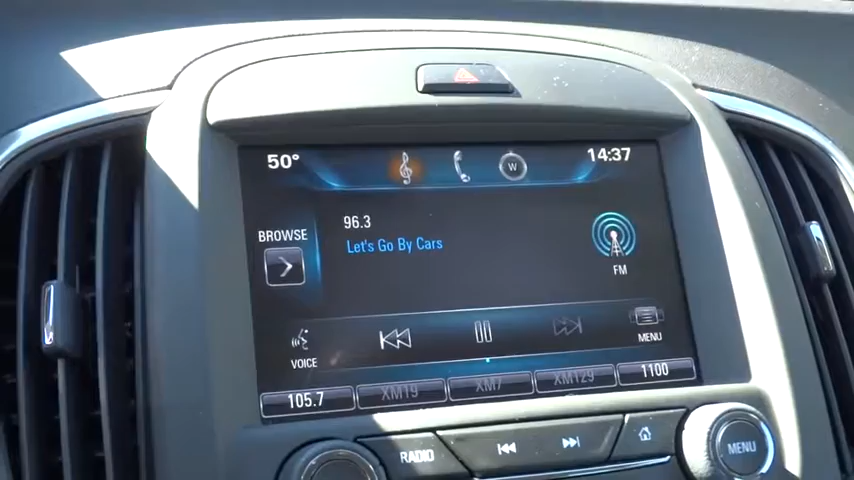 50° W 14:37
96.3
BROWSE
Let's Go By Cars
FM
VOICE
MENU
105.7 XM19 XM7 XM129 1100
RADIO
MENU